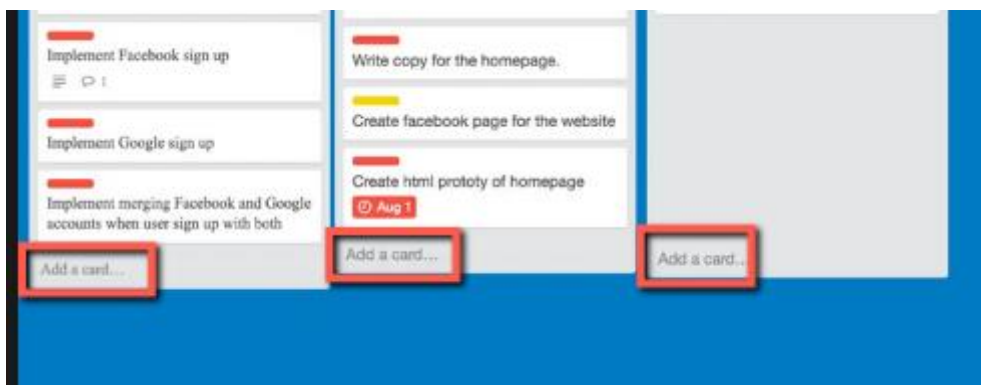 Implement Facebook sign up
1
Implement Google sign up
Implement merging Facebook and Google
accounts when user sign up with both
Add a card...
Write copy for the homepage.
Create facebook page for the website
Create html prototy of homepage
Aug 1
Add a card...
Add a card...